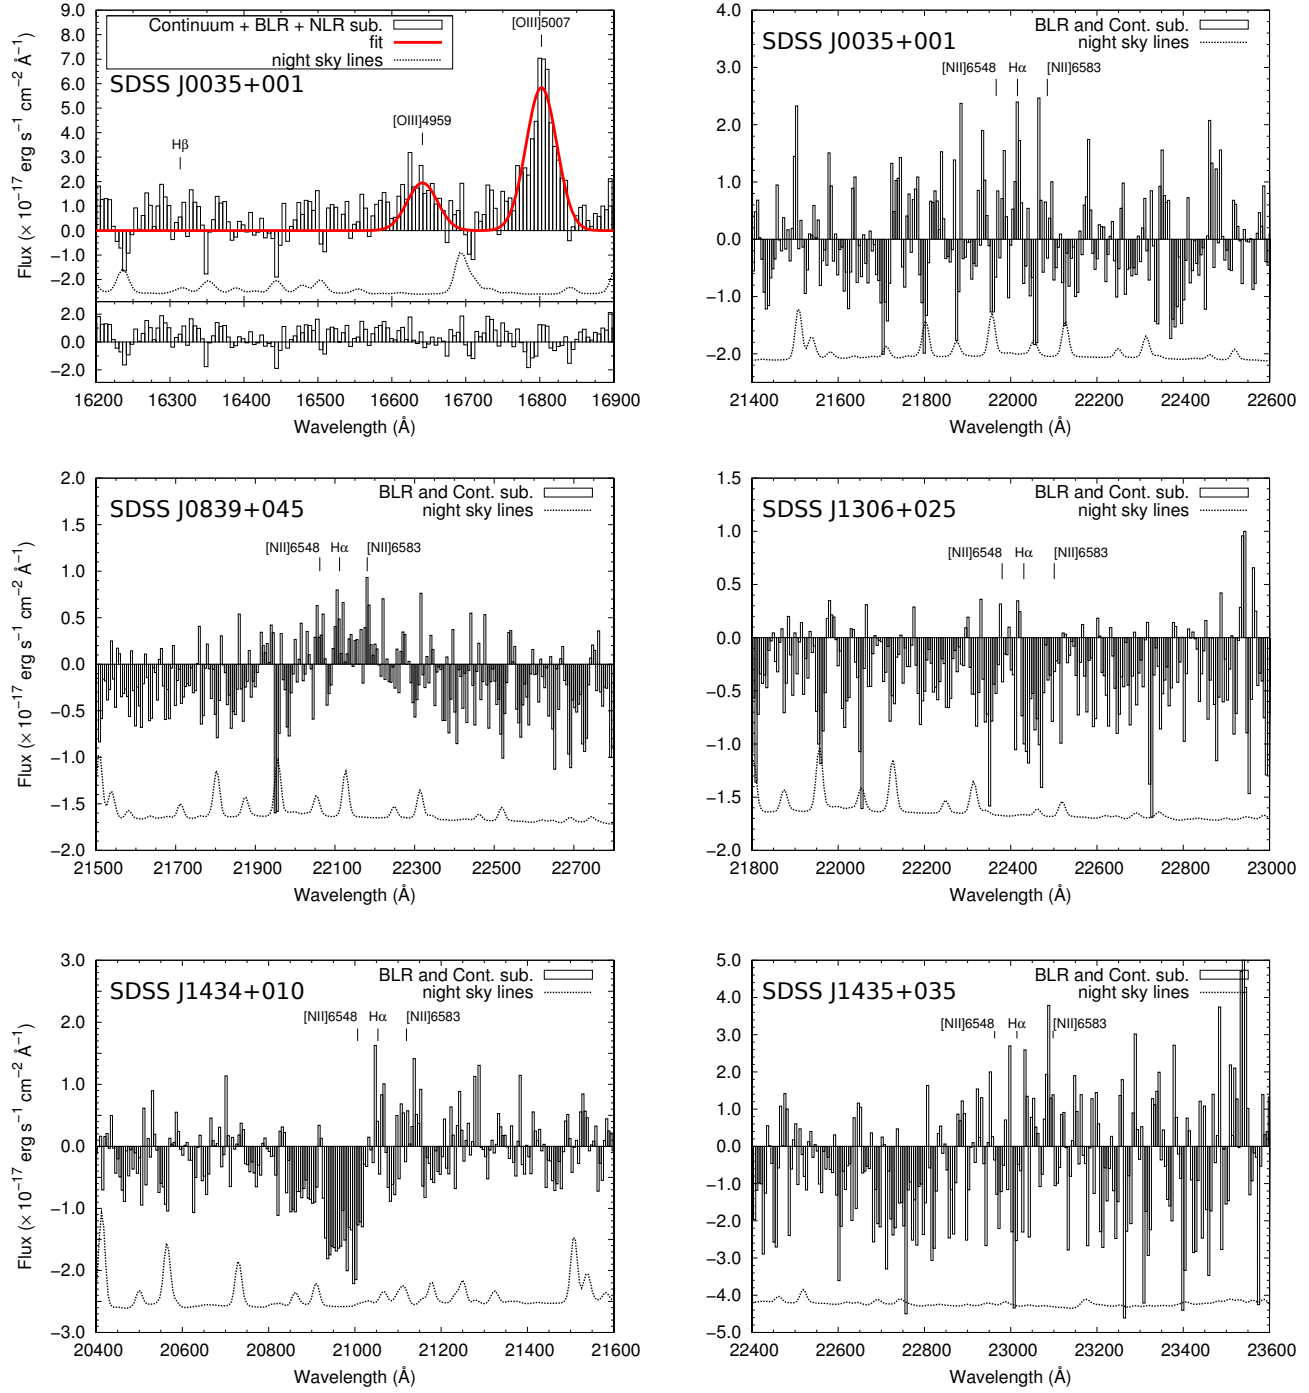 Continuum + BLR + NLR sub.
fit
night sky lines
SDSS J0035+001
[OIII]5007
[OIII]4959
Hβ
9.0
8.0
7.0
6.0
5.0
4.0
3.0
2.0
1.0
0.0
−1.0
−2.0
2.0
0.0
−2.0
Flux (× 10⁻¹⁷ erg s⁻¹ cm⁻² Å⁻¹)
16200 16300 16400 16500 16600 16700 16800 16900
Wavelength (Å)
SDSS J0035+001
BLR and Cont. sub.
night sky lines
[NII]6548 Hα [NII]6583
4.0
3.0
2.0
1.0
0.0
−1.0
−2.0
21400 21600 21800 22000 22200 22400 22600
Wavelength (Å)
SDSS J0839+045
BLR and Cont. sub.
night sky lines
[NII]6548 Hα [NII]6583
2.0
1.5
1.0
0.5
0.0
−0.5
−1.0
−1.5
−2.0
Flux (× 10⁻¹⁷ erg s⁻¹ cm⁻² Å⁻¹)
21500 21700 21900 22100 22300 22500 22700
Wavelength (Å)
SDSS J1306+025
BLR and Cont. sub.
night sky lines
[NII]6548 Hα [NII]6583
1.5
1.0
0.5
0.0
−0.5
−1.0
−1.5
−2.0
21800 22000 22200 22400 22600 22800 23000
Wavelength (Å)
SDSS J1434+010
BLR and Cont. sub.
night sky lines
[NII]6548 Hα [NII]6583
3.0
2.0
1.0
0.0
−1.0
−2.0
−3.0
Flux (× 10⁻¹⁷ erg s⁻¹ cm⁻² Å⁻¹)
20400 20600 20800 21000 21200 21400 21600
Wavelength (Å)
SDSS J1435+035
BLR and Cont. sub.
night sky lines
[NII]6548 Hα [NII]6583
5.0
4.0
3.0
2.0
1.0
0.0
−1.0
−2.0
−3.0
−4.0
−5.0
22400 22600 22800 23000 23200 23400 23600
Wavelength (Å)